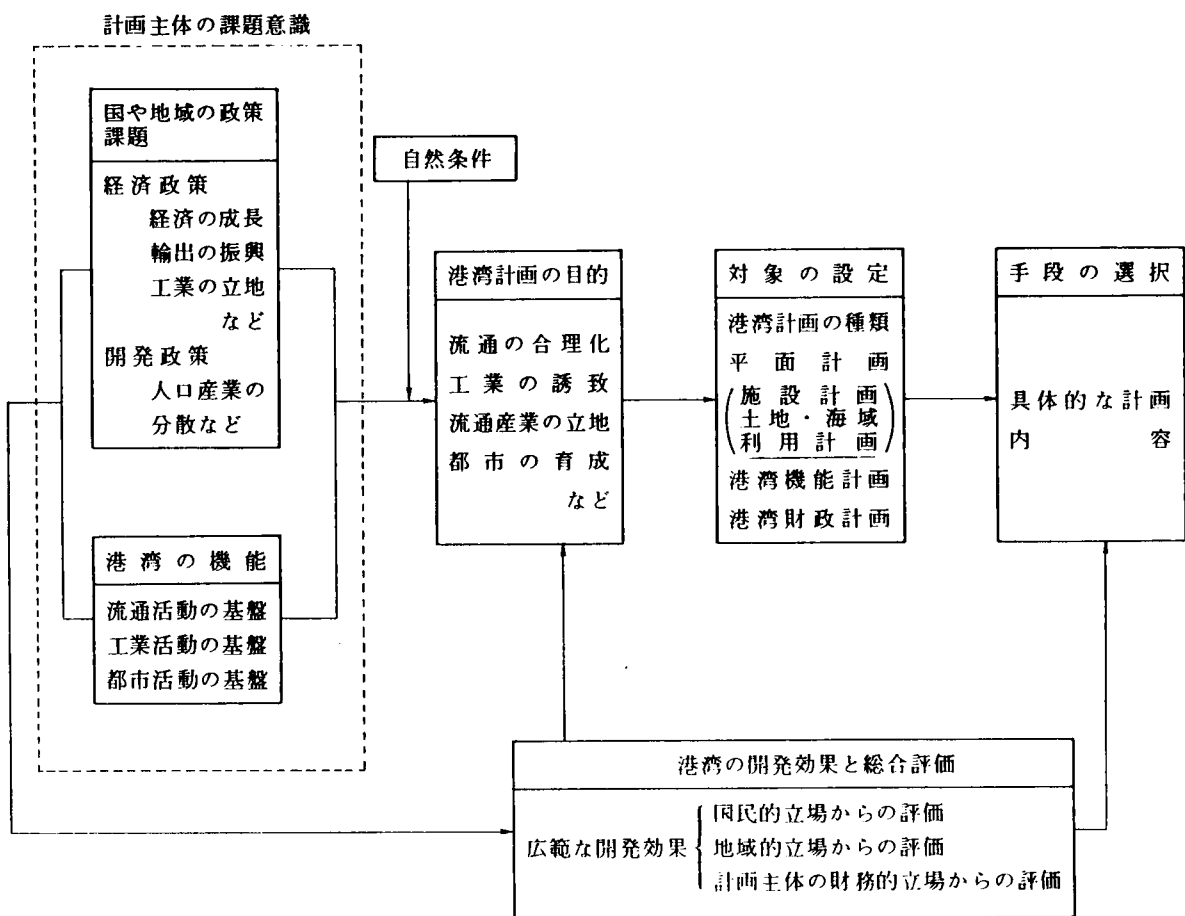 計画主体の課題意識
国や地域の政策
課題
経済政策
経済の成長
輸出の振興
工業の立地
など
開発政策
人口産業の
分散など
港湾の機能
流通活動の基盤
工業活動の基盤
都市活動の基盤
自然条件
港湾計画の目的
流通の合理化
工業の誘致
流通産業の立地
都市の育成
など
対象の設定
港湾計画の種類
平面計画
(施設計画
土地・海域
利用計画)
港湾機能計画
港湾財政計画
手段の選択
具体的な計画
内容
港湾の開発効果と総合評価
広範な開発効果
国民的立場からの評価
地域的立場からの評価
計画主体の財務的立場からの評価